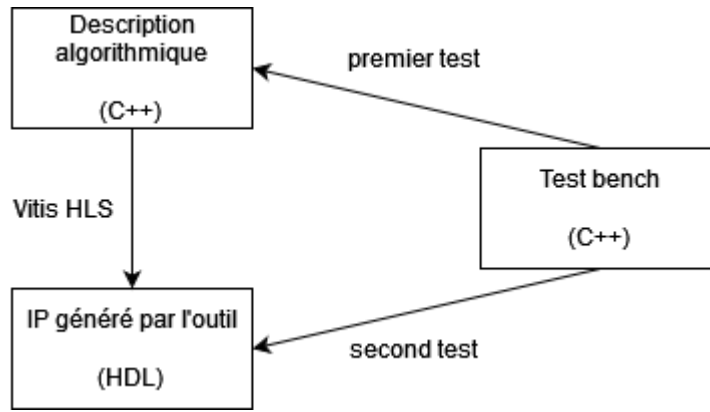 Description
algorithmique
(C++)
premier test
Vitis HLS
Test bench
(C++)
IP généré par l'outil
(HDL)
second test